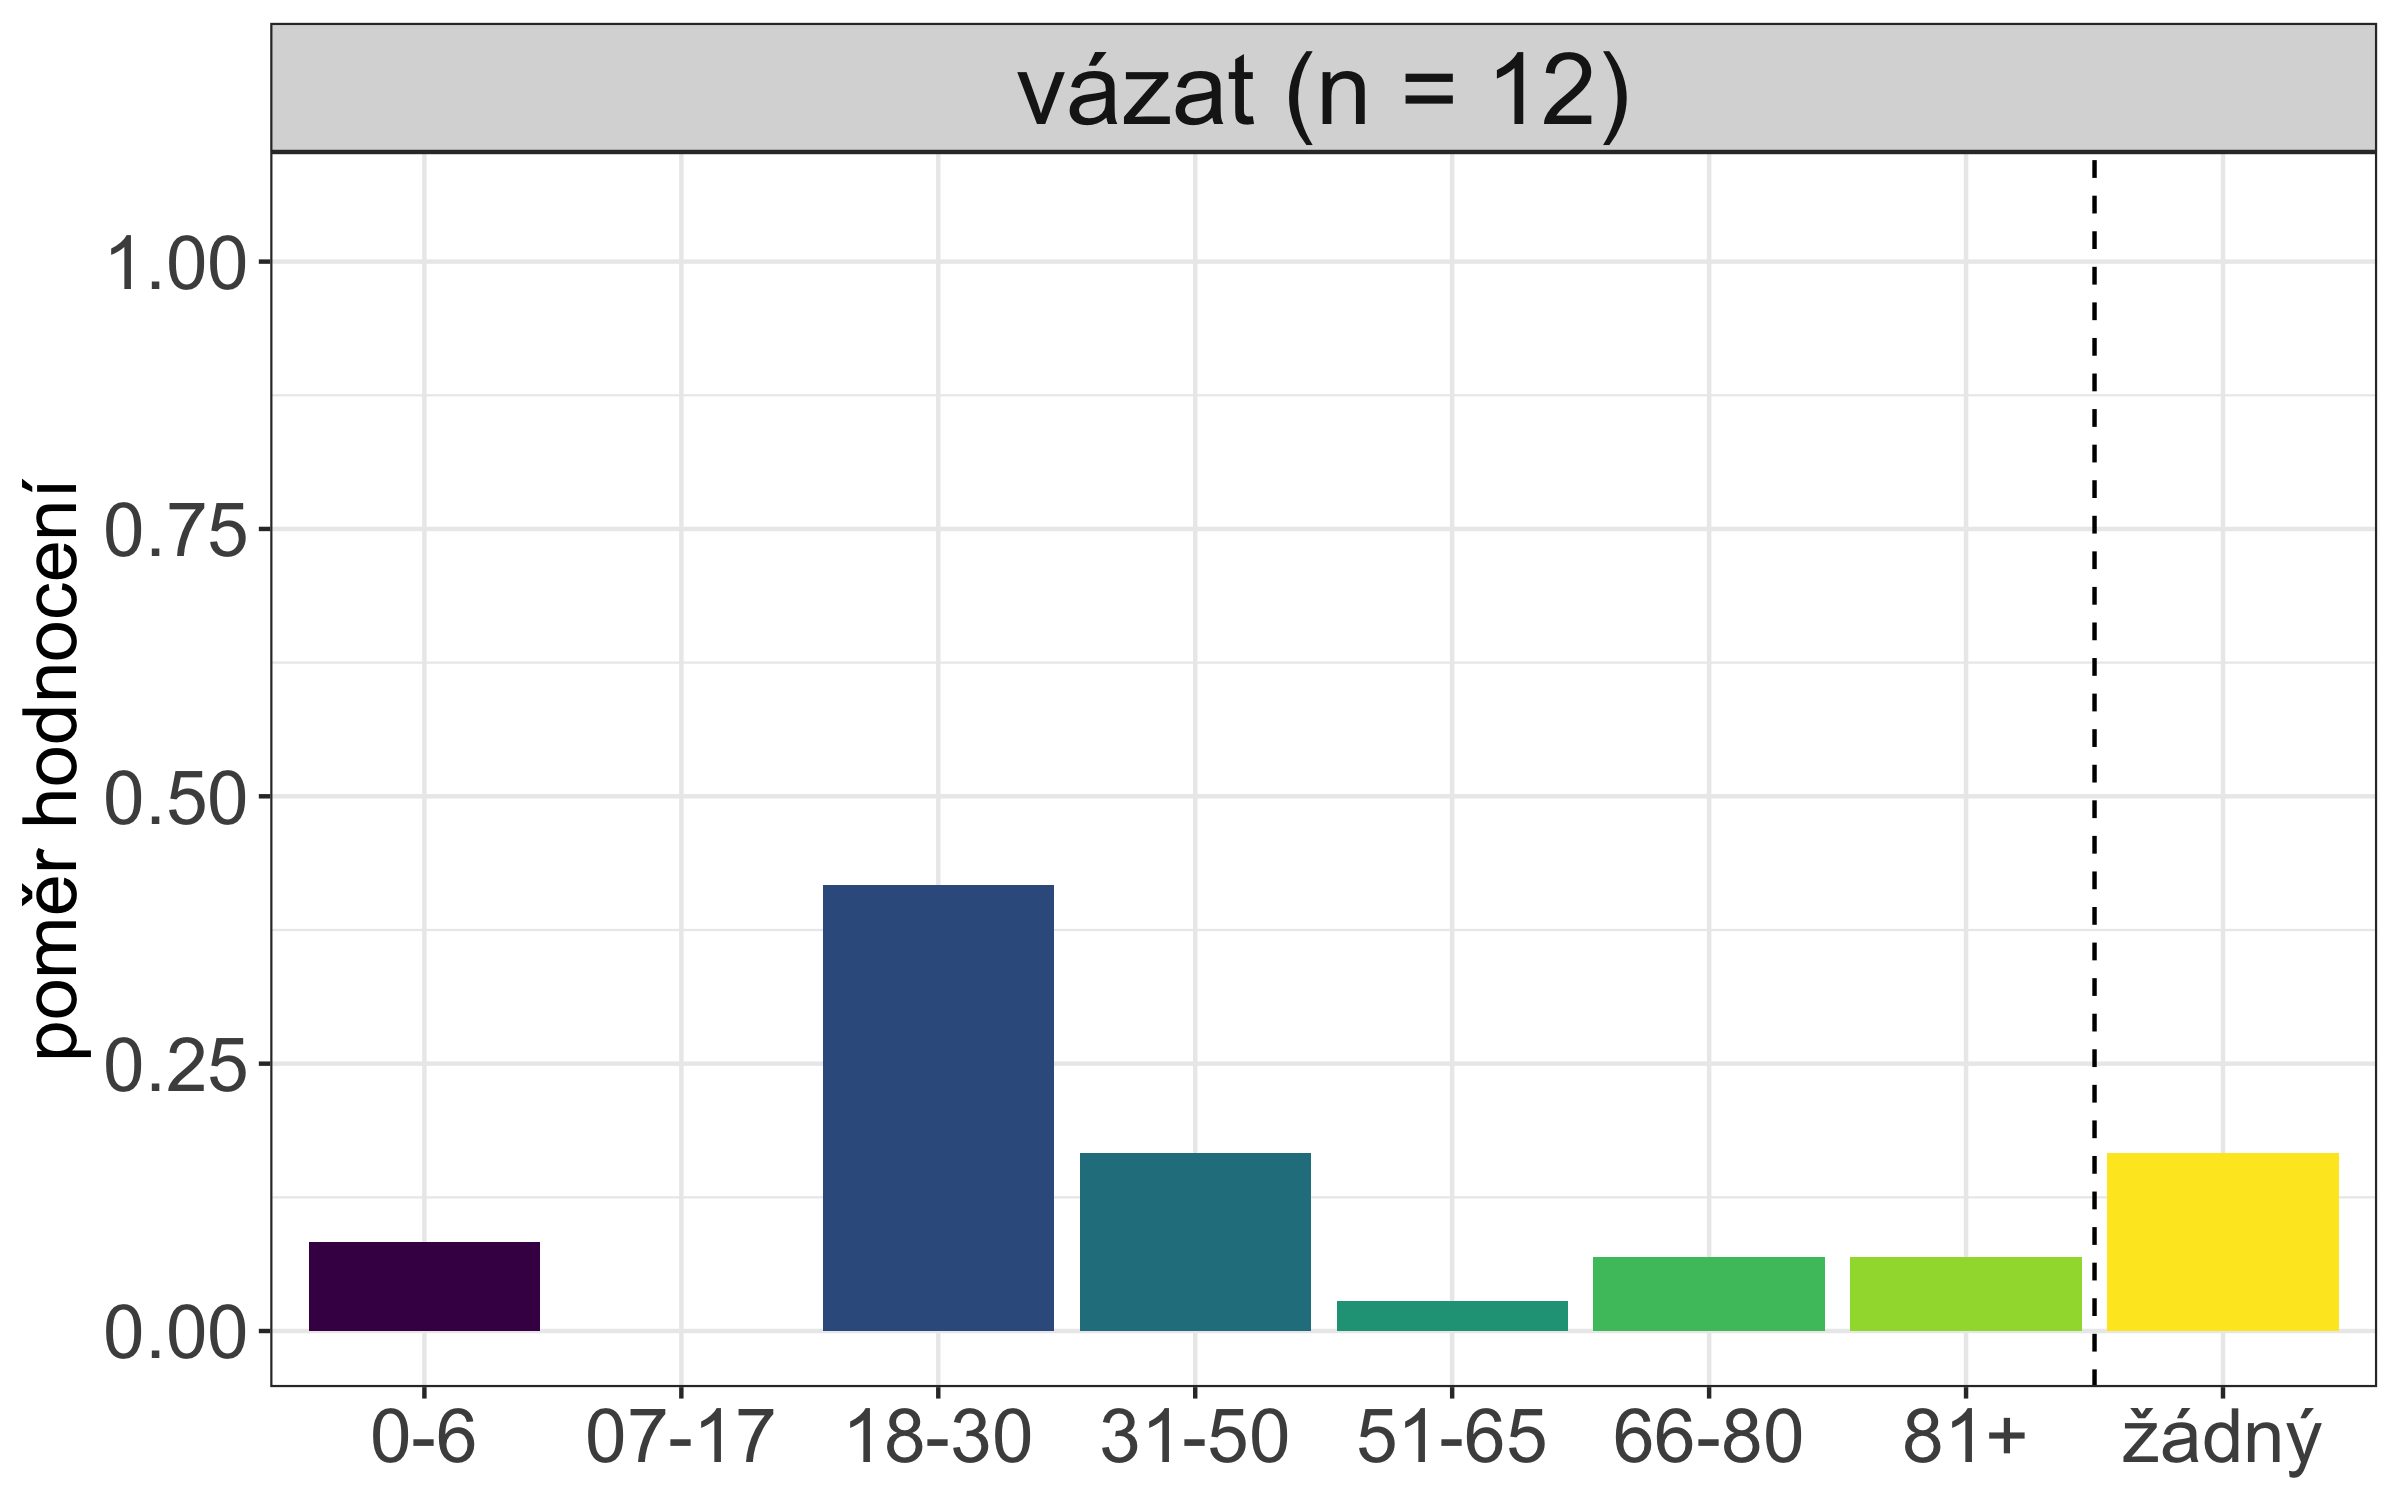 vázat (n = 12)
poměr hodnocení
1.00
0.75
0.50
0.25
0.00
0-6 07-17 18-30 31-50 51-65 66-80 81+ žádný